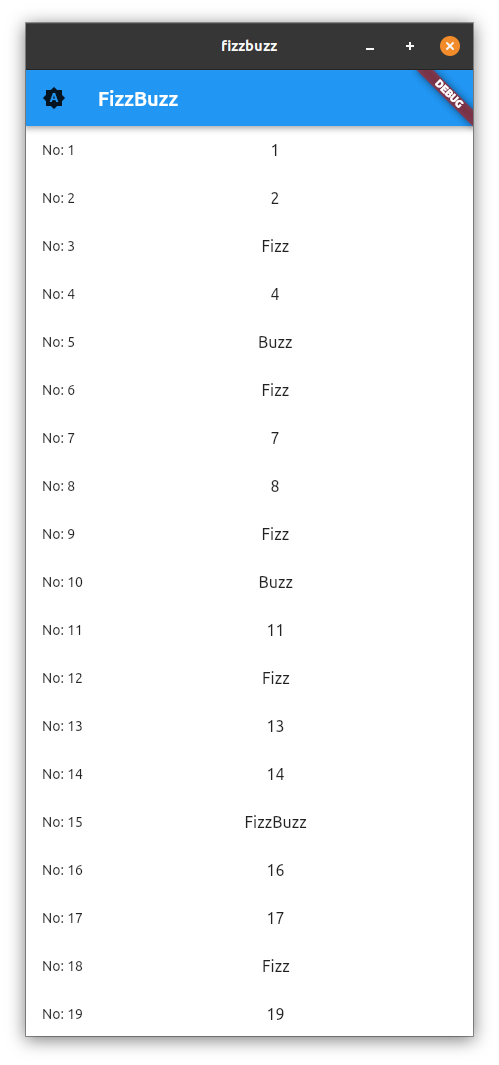 fizzbuzz
A FizzBuzz DEBUG
No: 1 1
No: 2 2
No: 3 Fizz
No: 4 4
No: 5 Buzz
No: 6 Fizz
No: 7 7
No: 8 8
No: 9 Fizz
No: 10 Buzz
No: 11 11
No: 12 Fizz
No: 13 13
No: 14 14
No: 15 FizzBuzz
No: 16 16
No: 17 17
No: 18 Fizz
No: 19 19